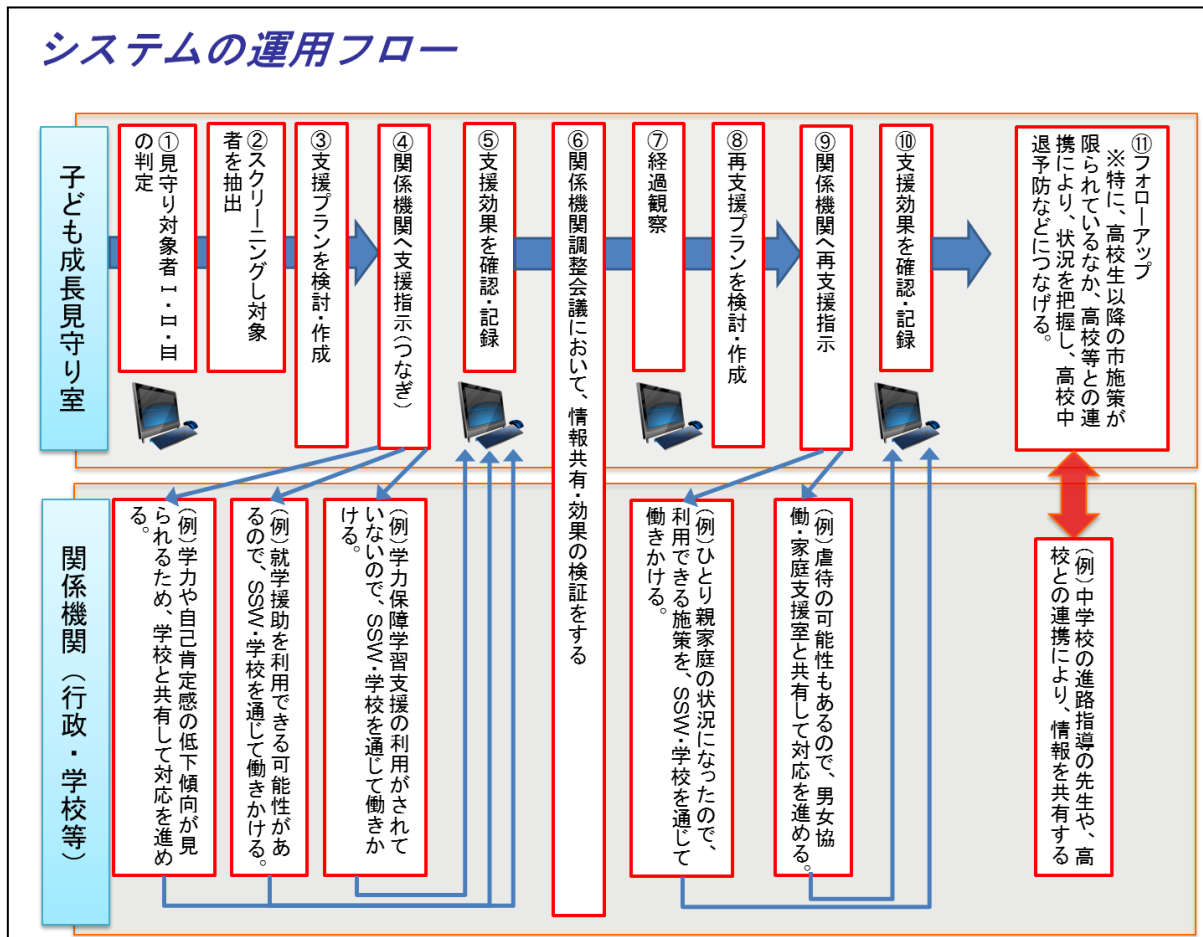 システムの運用フロー
子ども成長見守り室
①見守り対象者Ⅰ・Ⅱ・Ⅲ
の判定
②スクリーニングし対象
者を抽出
③支援プランを検討・作成
④関係機関へ支援指示(つなぎ)
⑤支援効果を確認・記録
⑥関係機関調整会議において、情報共有・効果の検証をする
⑦経過観察
⑧再支援プランを検討・作成
⑨関係機関へ再支援指示
⑩支援効果を確認・記録
⑪フォローアップ
※特に、高校生以降の市施策が
限られているなか、高校等との連
携により、状況を把握し、高校中
退予防などにつなげる。
関係機関(行政・学校等)
(例)学力や自己肯定感の低下傾向が見
られるため、学校と共有して対応を進め
る。
(例)就学援助を利用できる可能性があ
るので、SSW・学校を通じて働きかける。
(例)学力保障学習支援の利用がされて
いないので、SSW・学校を通じて働きか
ける。
(例)ひとり親家庭の状況になったので、
利用できる施策を、SSW・学校を通じて
働きかける。
(例)虐待の可能性もあるので、男女協
働・家庭支援室と共有して対応を進める。
(例)中学校の進路指導の先生や、高
校との連携により、情報を共有する